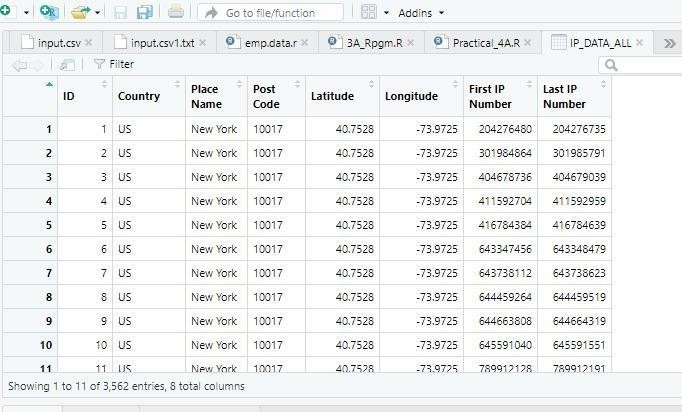 Go to file/function Addins
input.csv input.csv1.txt emp.data.r 3A_Rpgm.R Practical_4A.R IP_DATA_ALL
Filter
ID Country Place Name Post Code Latitude Longitude First IP Number Last IP Number
1 1 US New York 10017 40.7528 -73.9725 204276480 204276735
2 2 US New York 10017 40.7528 -73.9725 301984864 301985791
3 3 US New York 10017 40.7528 -73.9725 404678736 404679039
4 4 US New York 10017 40.7528 -73.9725 411592704 411592959
5 5 US New York 10017 40.7528 -73.9725 416784384 416784639
6 6 US New York 10017 40.7528 -73.9725 643347456 643348479
7 7 US New York 10017 40.7528 -73.9725 643738112 643738623
8 8 US New York 10017 40.7528 -73.9725 644459264 644459519
9 9 US New York 10017 40.7528 -73.9725 644663808 644664319
10 10 US New York 10017 40.7528 -73.9725 645591040 645591551
11 11 US New York 10017 40.7528 -73.9725 789912128 789912191
Showing 1 to 11 of 3,562 entries, 8 total columns